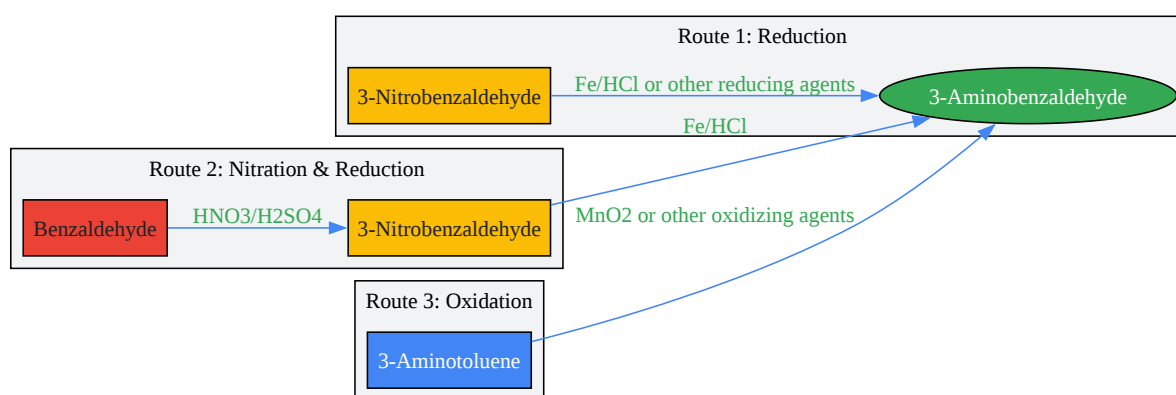 Route 1: Reduction
3-Nitrobenzaldehyde
Fe/HCl or other reducing agents
3-Aminobenzaldehyde
Fe/HCl
Route 2: Nitration & Reduction
Benzaldehyde
HNO3/H2SO4
3-Nitrobenzaldehyde
MnO2 or other oxidizing agents
Route 3: Oxidation
3-Aminotoluene